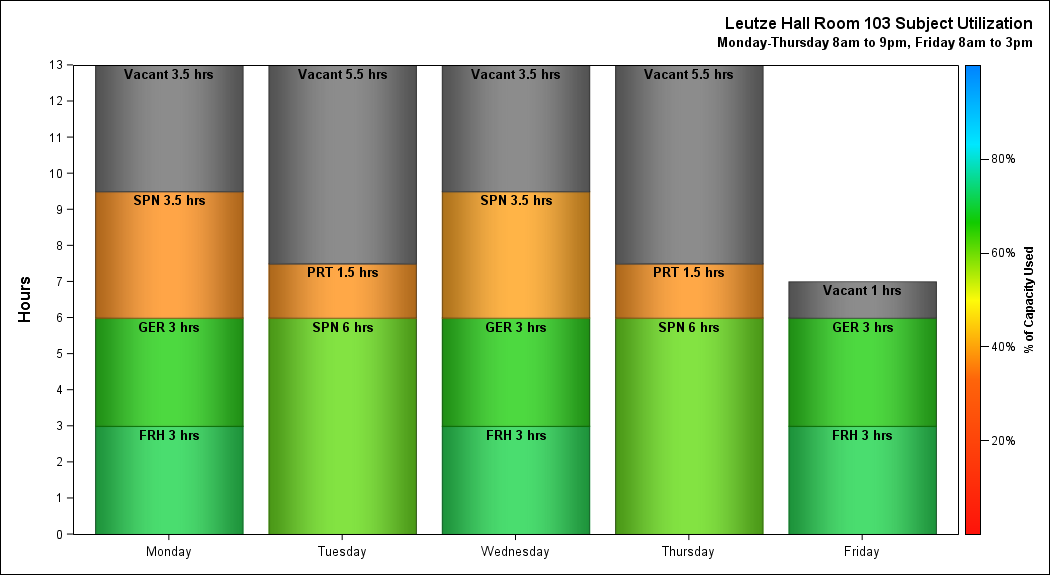 Leutze Hall Room 103 Subject Utilization
Monday-Thursday 8am to 9pm, Friday 8am to 3pm
Hours
13
12
11
10
9
8
7
6
5
4
3
2
1
0
Vacant 3.5 hrs
SPN 3.5 hrs
GER 3 hrs
FRH 3 hrs
Vacant 5.5 hrs
PRT 1.5 hrs
SPN 6 hrs
Vacant 3.5 hrs
SPN 3.5 hrs
GER 3 hrs
FRH 3 hrs
Vacant 5.5 hrs
PRT 1.5 hrs
SPN 6 hrs
Vacant 1 hrs
GER 3 hrs
FRH 3 hrs
Monday
Tuesday
Wednesday
Thursday
Friday
80%
60%
40%
20%
% of Capacity Used